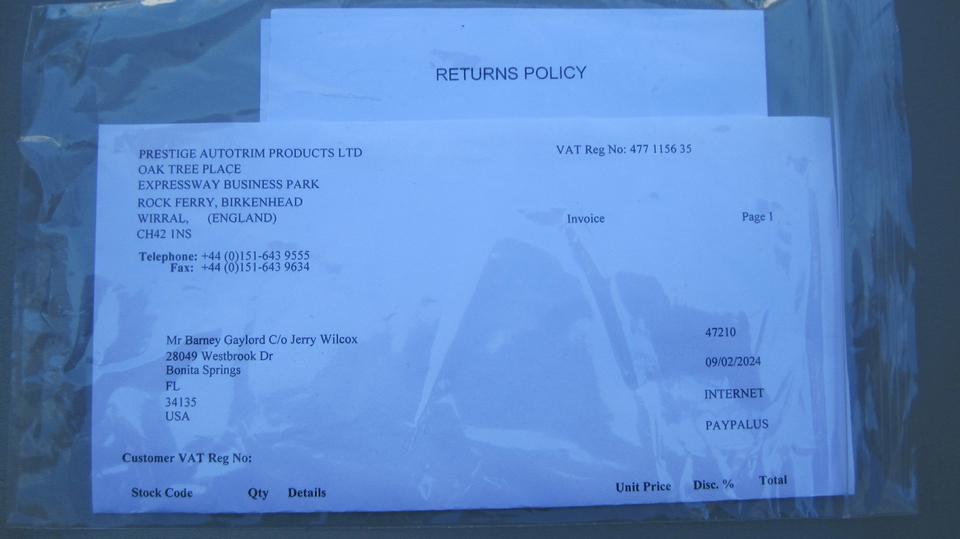 RETURNS POLICY
PRESTIGE AUTOTRIM PRODUCTS LTD
OAK TREE PLACE
EXPRESSWAY BUSINESS PARK
ROCK FERRY, BIRKENHEAD
WIRRAL, (ENGLAND)
CH42 1NS
Telephone: +44 (0)151-643 9555
Fax: +44 (0)151-643 9634
VAT Reg No: 477 1156 35
Invoice Page 1
Mr Barney Gaylord C/o Jerry Wilcox
28049 Westbrook Dr
Bonita Springs
FL
34135
USA
47210
09/02/2024
INTERNET
PAYPALUS
Customer VAT Reg No:
Stock Code Qty Details Unit Price Disc. % Total